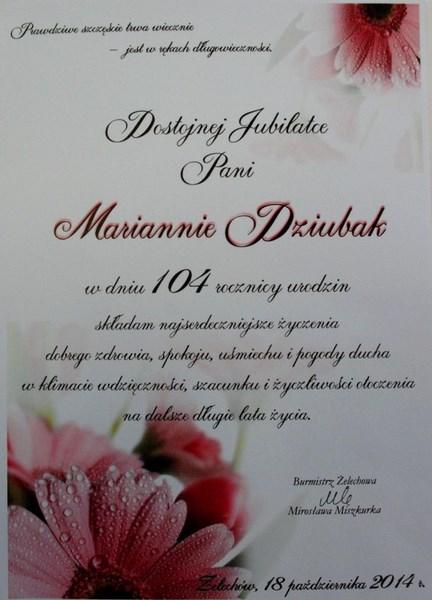 Prawdziwe szczęście trwa wiecznie
– jest w rękach długowieczności.
Dostojnej Jubilatce
Pani
Mariannie Dziubak
w dniu 104 rocznicy urodzin
składam najserdeczniejsze życzenia
dobrego zdrowia, spokoju, uśmiechu i pogody ducha
w klimacie wdzięczności, szacunku i życzliwości otoczenia
na dalsze długie lata życia.
Burmistrz Żelechowa
Mirosława Miszkurka
Żelechów, 18 października 2014 r.